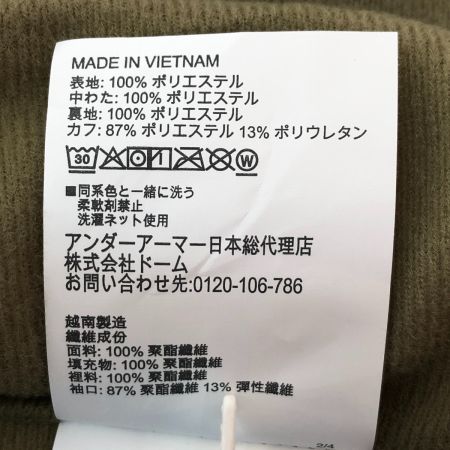 MADE IN VIETNAM
表地: 100% ポリエステル
中わた: 100% ポリエステル
裏地: 100% ポリエステル
カフ: 87% ポリエステル 13% ポリウレタン
30 W
■同系色と一緒に洗う
柔軟剤禁止
洗濯ネット使用
アンダーアーマー日本総代理店
株式会社ドーム
お問い合わせ先:0120-106-786
越南製造
纖維成份
面料: 100% 聚酯纖維
填充物: 100% 聚酯纖維
裡料: 100% 聚酯纖維
袖口: 87% 聚酯纖維 13% 彈性纖維
2/4